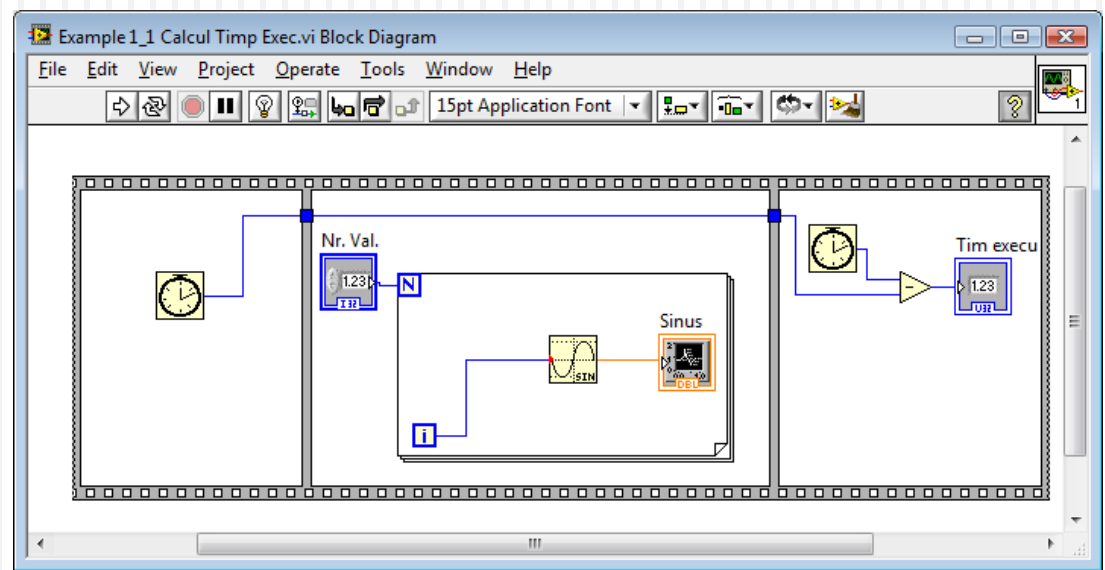 Example 1_1 Calcul Timp Exec.vi Block Diagram
File Edit View Project Operate Tools Window Help
15pt Application Font
1
Nr. Val.
1.23
I32
N
i
SIN
Sinus
DBL
Tim execu
1.23
U32